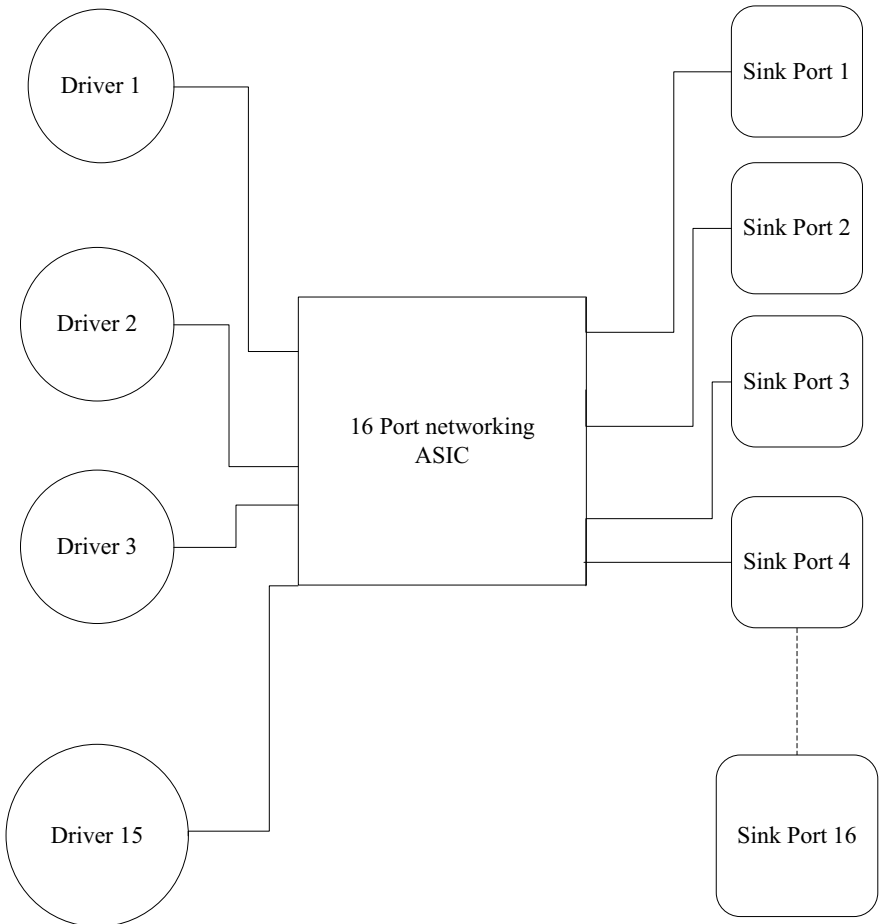 Driver 1
Driver 2
Driver 3
Driver 15
16 Port networking
ASIC
Sink Port 1
Sink Port 2
Sink Port 3
Sink Port 4
Sink Port 16